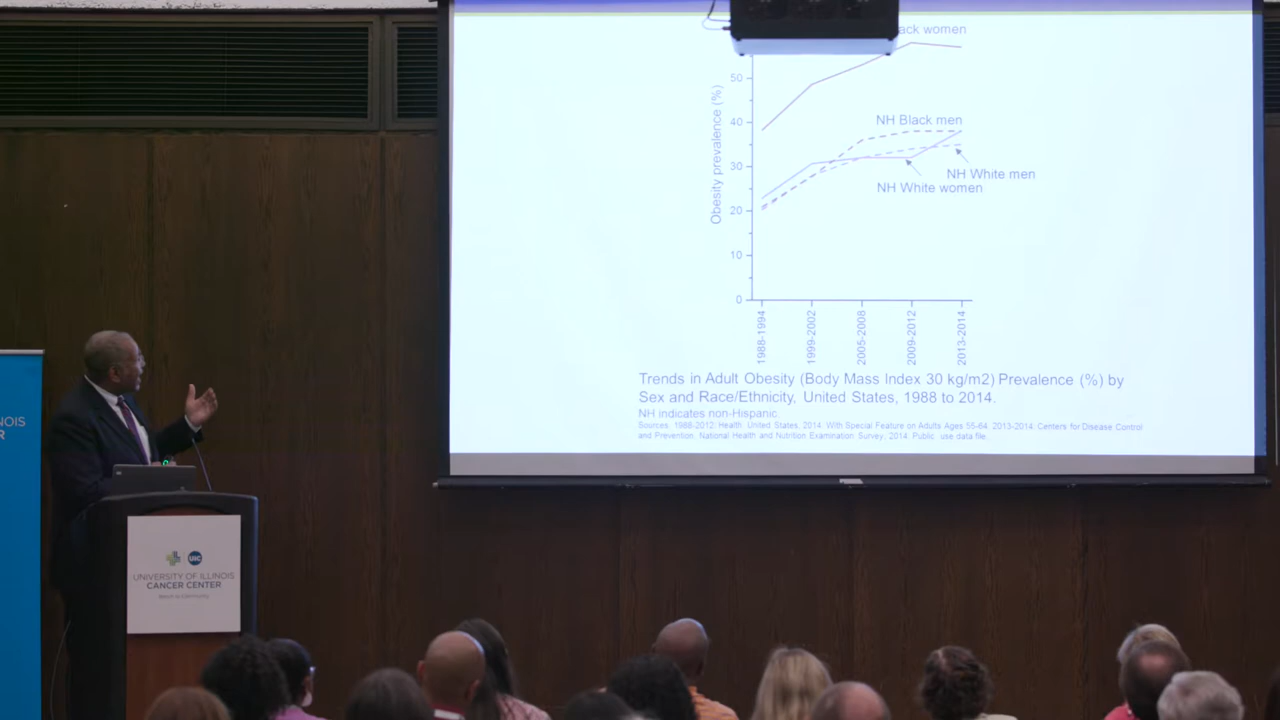 ack women
50
40
30
20
10
0
Obesity prevalence (%)
NH Black men
NH White men
NH White women
1988-1994
1999-2002
2005-2008
2009-2012
2013-2014
Trends in Adult Obesity (Body Mass Index 30 kg/m2) Prevalence (%) by
Sex and Race/Ethnicity, United States, 1988 to 2014.
NH indicates non-Hispanic.
Sources: 1988-2012: Health, United States, 2014: With Special Feature on Adults Ages 55-64. 2013-2014: Centers for Disease Control
and Prevention, National Health and Nutrition Examination Survey, 2014. Public use data file.
NOIS
R
UIC
UNIVERSITY OF ILLINOIS
CANCER CENTER